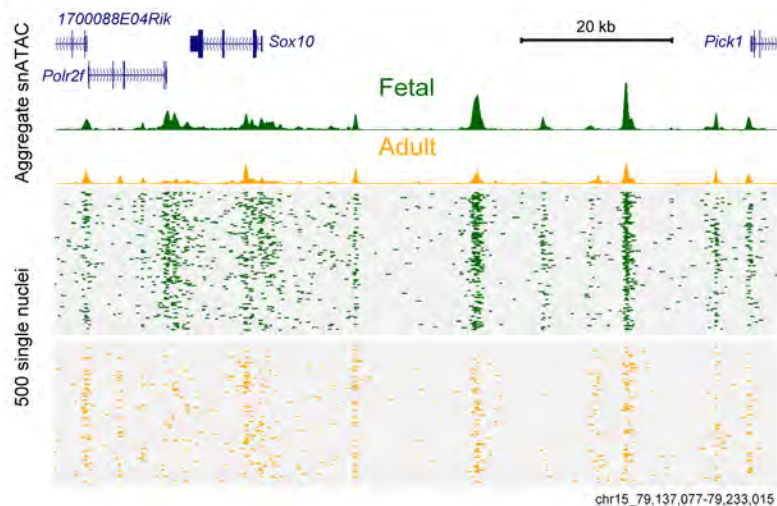 1700088E04Rik
Sox10
20 kb
Pick1
Polr2f
Aggregate snATAC
Fetal
Adult
500 single nuclei
chr15_79,137,077-79,233,015